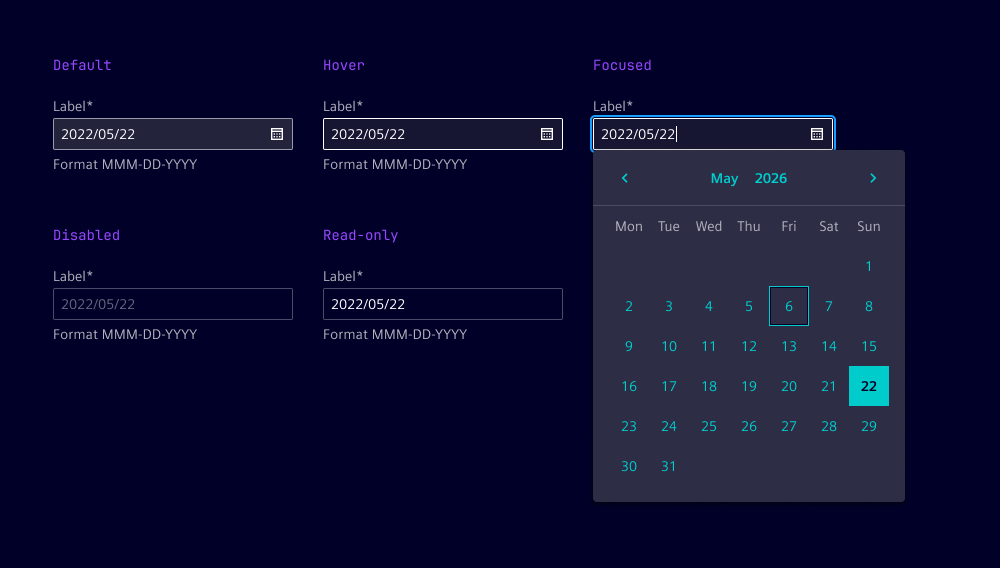 Default
Label*
2022/05/22
Format MMM-DD-YYYY
Hover
Label*
2022/05/22
Format MMM-DD-YYYY
Focused
Label*
2022/05/22
May 2026
Mon Tue Wed Thu Fri Sat Sun
1
2 3 4 5 6 7 8
9 10 11 12 13 14 15
16 17 18 19 20 21 22
23 24 25 26 27 28 29
30 31
Disabled
Label*
2022/05/22
Format MMM-DD-YYYY
Read-only
Label*
2022/05/22
Format MMM-DD-YYYY